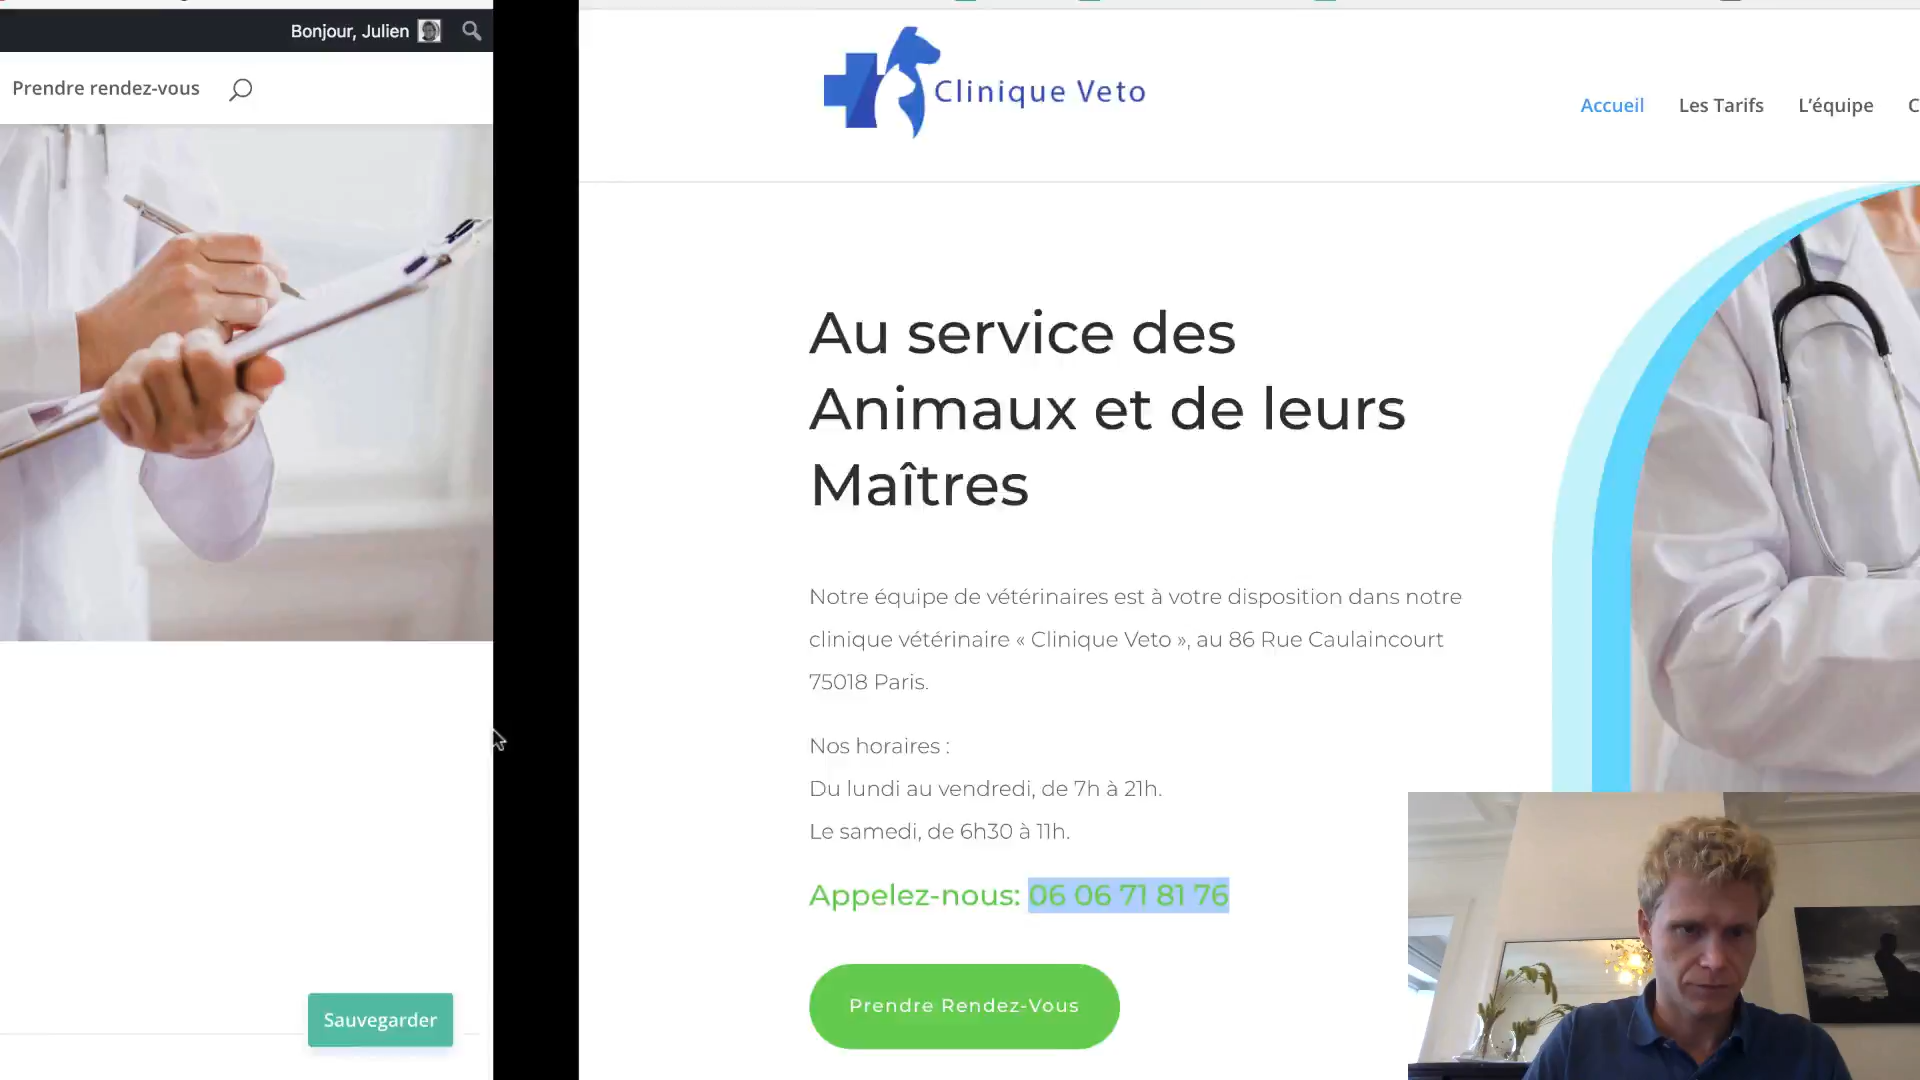 Bonjour, Julien
Prendre rendez-vous
Sauvegarder
Clinique Veto
Accueil
Les Tarifs
L'équipe
C
Au service des
Animaux et de leurs
Maîtres
Notre équipe de vétérinaires est à votre disposition dans notre
clinique vétérinaire « Clinique Veto », au 86 Rue Caulaincourt
75018 Paris.
Nos horaires :
Du lundi au vendredi, de 7h à 21h.
Le samedi, de 6h30 à 11h.
Appelez-nous: 06 06 71 81 76
Prendre Rendez-Vous